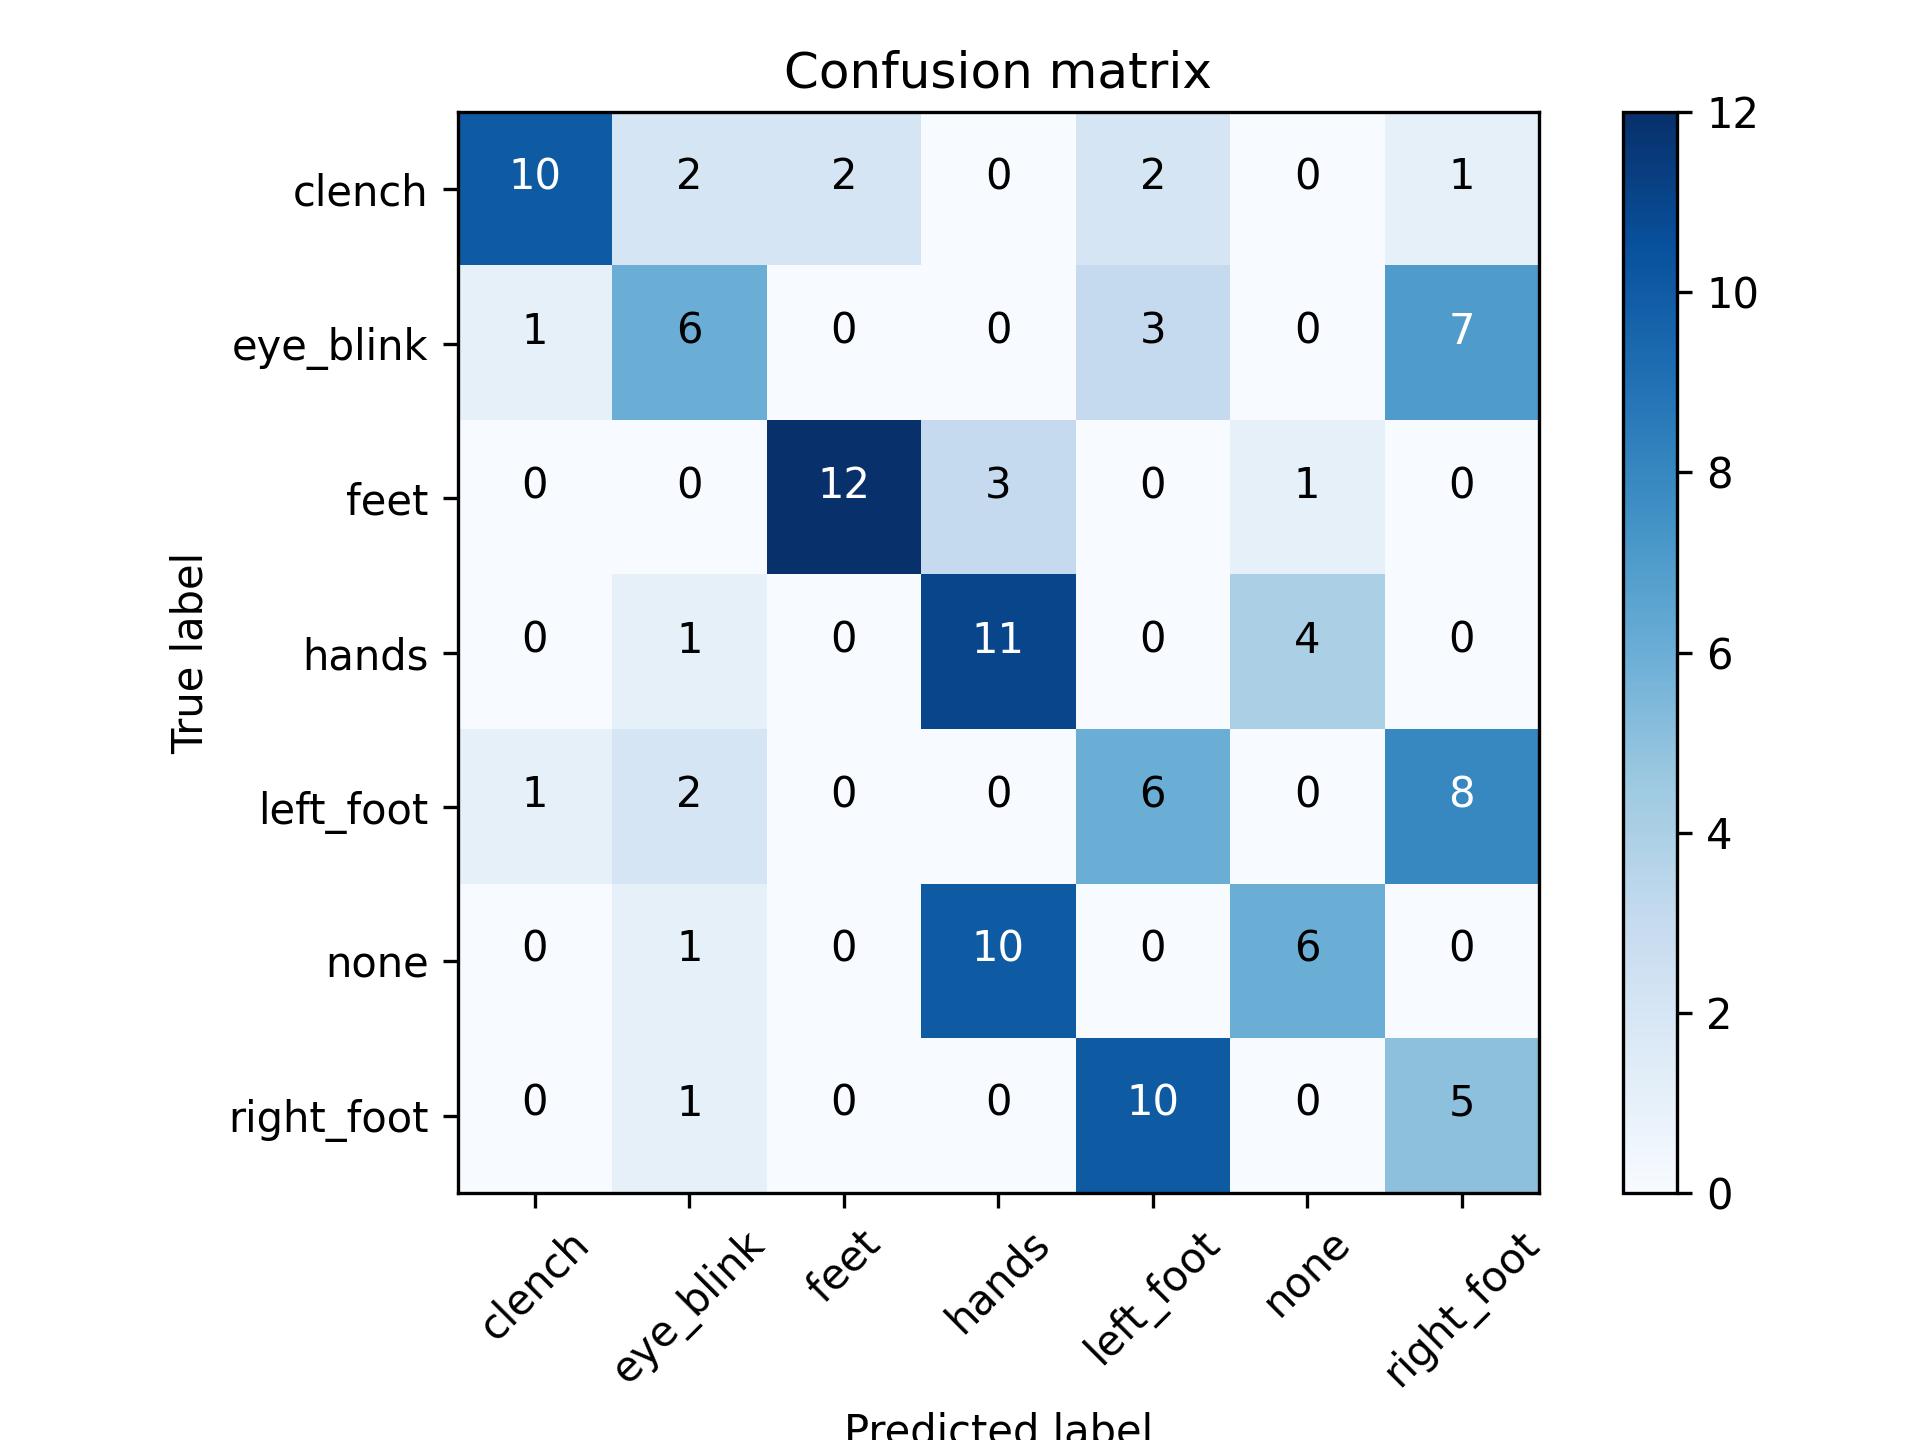 Confusion matrix
clench 10 2 2 0 2 0 1
eye_blink 1 6 0 0 3 0 7
feet 0 0 12 3 0 1 0
hands 0 1 0 11 0 4 0
left_foot 1 2 0 0 6 0 8
none 0 1 0 10 0 6 0
right_foot 0 1 0 0 10 0 5
True label
clench eye_blink feet hands left_foot none right_foot
Predicted label
12
10
8
6
4
2
0